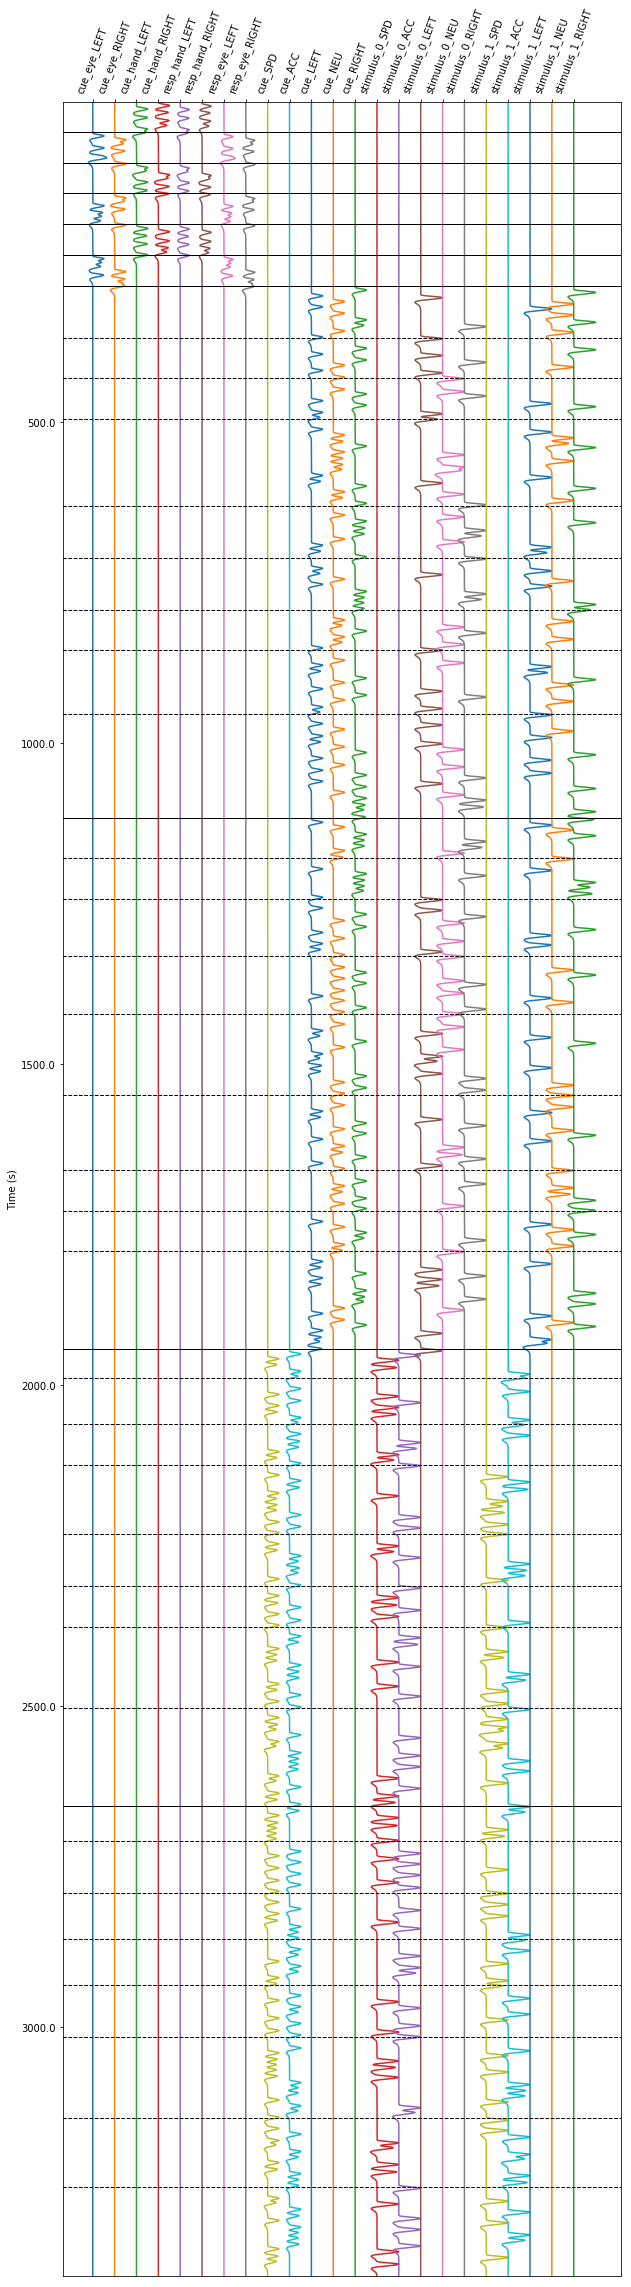 cue_eye_LEFT
cue_eye_RIGHT
cue_hand_LEFT
cue_hand_RIGHT
resp_hand_LEFT
resp_hand_RIGHT
resp_eye_LEFT
resp_eye_RIGHT
cue_SPD
cue_ACC
cue_LEFT
cue_NEU
cue_RIGHT
stimulus_0_SPD
stimulus_0_ACC
stimulus_0_LEFT
stimulus_0_NEU
stimulus_0_RIGHT
stimulus_1_SPD
stimulus_1_ACC
stimulus_1_LEFT
stimulus_1_NEU
stimulus_1_RIGHT
500.0
1000.0
1500.0
Time (s)
2000.0
2500.0
3000.0